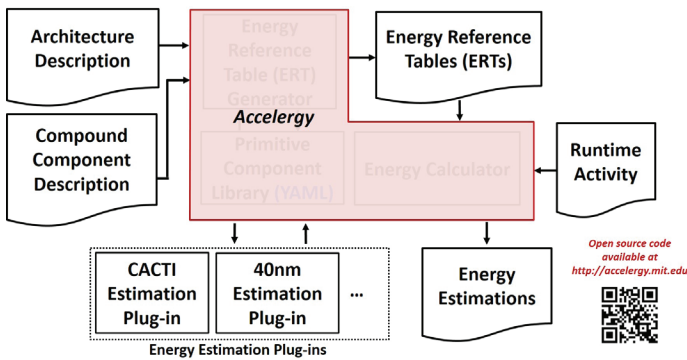 Architecture
Description
Compound
Component
Description
Energy
Reference
Table (ERT)
Generator
Accelergy
Primitive
Component
Library (YAML)
Energy Calculator
Energy Reference
Tables (ERTs)
Runtime
Activity
CACTI
Estimation
Plug-in
40nm
Estimation
Plug-in
...
Energy Estimation Plug-ins
Energy
Estimations
Open source code
available at
http://accelergy.mit.edu